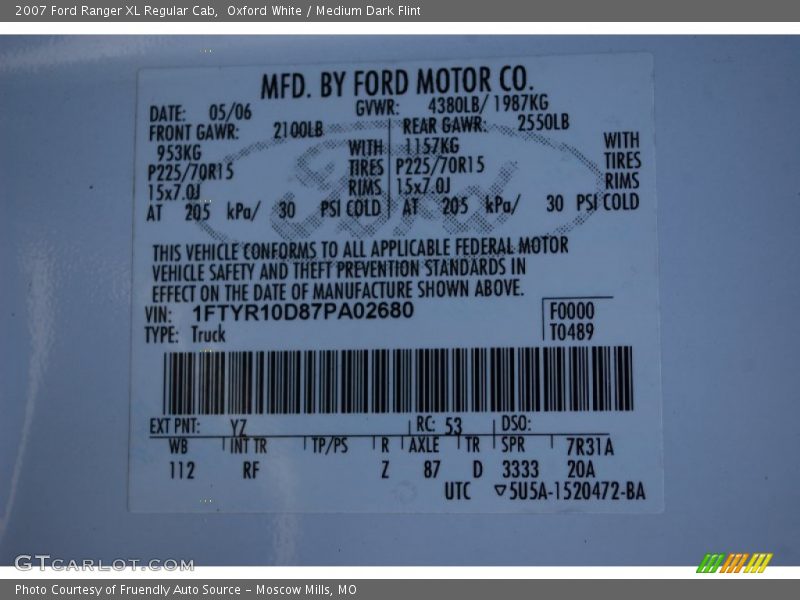 2007 Ford Ranger XL Regular Cab,  Oxford White / Medium Dark Flint
MFD. BY FORD MOTOR CO.
DATE: 05/06 GVWR: 4380LB/ 1987KG
FRONT GAWR: 2100LB REAR GAWR: 2550LB
953KG WITH 1157KG WITH
P225/70R15 TIRES P225/70R15 TIRES
15x7.0J RIMS 15x7.0J RIMS
AT 205 kPa/ 30 PSI COLD AT 205 kPa/ 30 PSI COLD
Ford
THIS VEHICLE CONFORMS TO ALL APPLICABLE FEDERAL MOTOR
VEHICLE SAFETY AND THEFT PREVENTION STANDARDS IN
EFFECT ON THE DATE OF MANUFACTURE SHOWN ABOVE.
VIN: 1FTYR10D87PA02680 F0000
TYPE: Truck T0489
EXT PNT: YZ RC: 53 DSO:
WB INT TR TP/PS R AXLE TR SPR 7R31A
112 RF Z 87 D 3333 20A
UTC ▽5U5A-1520472-BA
GTCARLOT.COM
Photo Courtesy of Fruendly Auto Source - Moscow Mills, MO